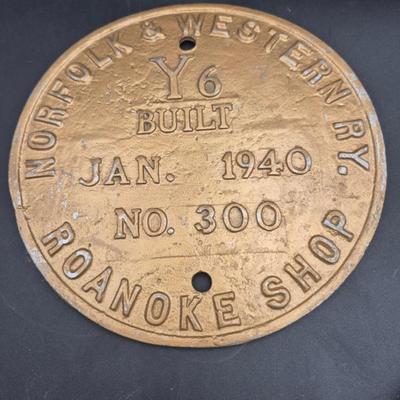 NORFOLK & WESTERN RY.
Y6
BUILT
JAN. 1940
NO. 300
ROANOKE SHOP